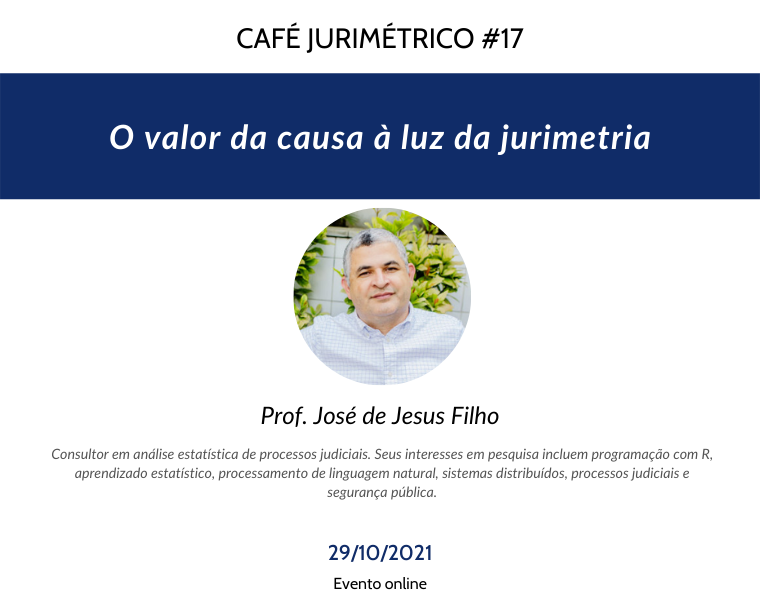 CAFÉ JURIMÉTRICO #17
O valor da causa à luz da jurimetria
Prof. José de Jesus Filho
Consultor em análise estatística de processos judiciais. Seus interesses em pesquisa incluem programação com R,
aprendizado estatístico, processamento de linguagem natural, sistemas distribuídos, processos judiciais e
segurança pública.
29/10/2021
Evento online